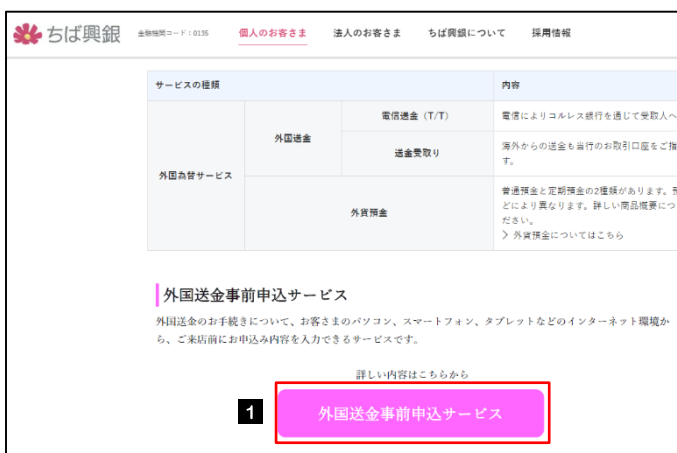 ちば興銀
金融機関コード：0135
個人のお客さま
法人のお客さま
ちば興銀について
採用情報
サービスの種類
内容
外国為替サービス
外国送金
電信送金（T/T）
電信によりコルレス銀行を通じて受取人へ
送金受取り
海外からの送金も当行のお取引口座をご指
す。
外貨預金
普通預金と定期預金の2種類があります。預
どにより異なります。詳しい商品概要につ
ださい。
> 外貨預金についてはこちら
外国送金事前申込サービス
外国送金のお手続きについて、お客さまのパソコン、スマートフォン、タブレットなどのインターネット環境か
ら、ご来店前にお申込み内容を入力できるサービスです。
詳しい内容はこちらから
1
外国送金事前申込サービス